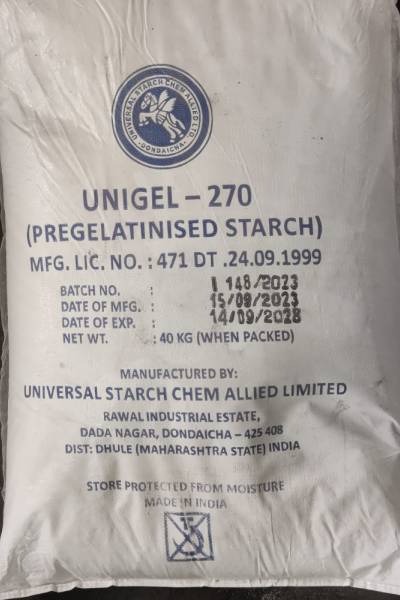 UNIVERSAL STARCH CHEM ALLIED LTD.
DONDAICHA
UNIGEL – 270
(PREGELATINISED STARCH)
MFG. LIC. NO. : 471 DT .24.09.1999
BATCH NO. : 148/2023
DATE OF MFG. : 15/09/2023
DATE OF EXP. : 14/09/2028
NET WT. : 40 KG (WHEN PACKED)
MANUFACTURED BY:
UNIVERSAL STARCH CHEM ALLIED LIMITED
RAWAL INDUSTRIAL ESTATE,
DADA NAGAR, DONDAICHA – 425 408
DIST: DHULE (MAHARASHTRA STATE) INDIA
STORE PROTECTED FROM MOISTURE
MADE IN INDIA